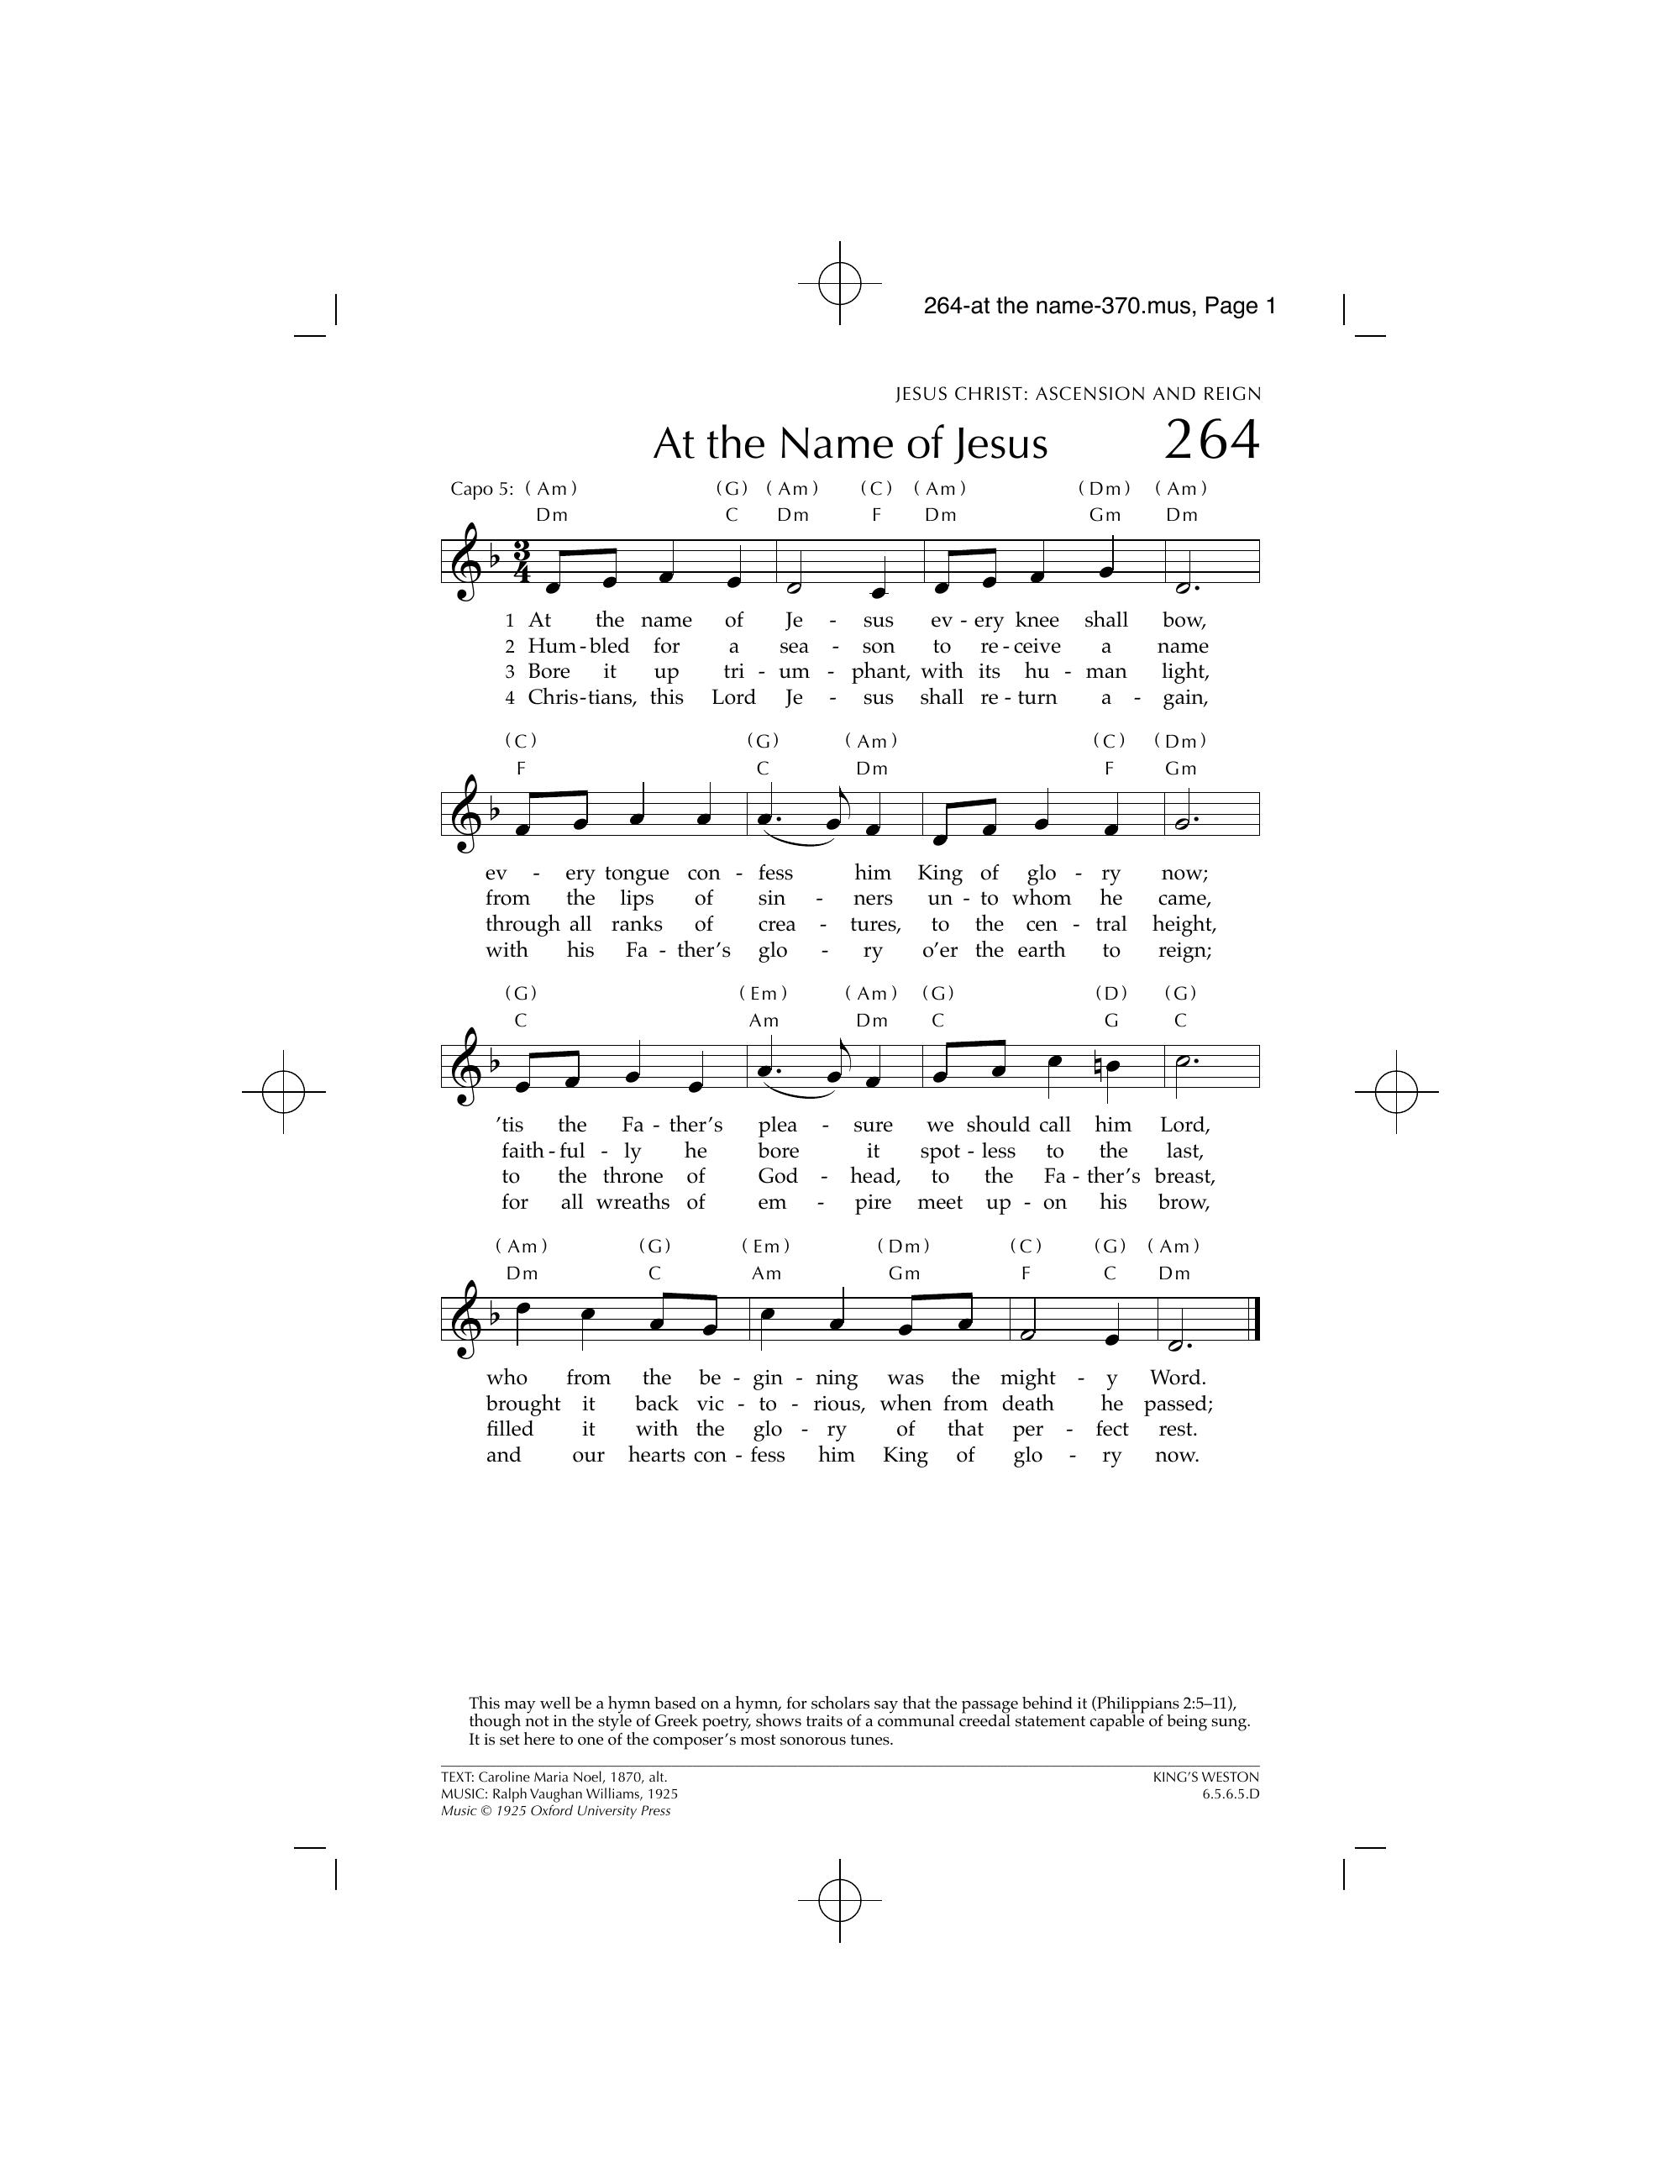 264-at the name-370.mus, Page 1
JESUS CHRIST: ASCENSION AND REIGN
At the Name of Jesus 264
Capo 5: (Am) (G) (Am) (C) (Am) (Dm) (Am)
Dm C Dm F Dm Gm Dm
3
4
1 At the name of Je - sus ev - ery knee shall bow,
2 Hum - bled for a sea - son to re - ceive a name
3 Bore it up tri - um - phant, with its hu - man light,
4 Chris - tians, this Lord Je - sus shall re - turn a - gain,
(C) (G) (Am) (C) (Dm)
F C Dm F Gm
ev - ery tongue con - fess him King of glo - ry now;
from the lips of sin - ners un - to whom he came,
through all ranks of crea - tures, to the cen - tral height,
with his Fa - ther's glo - ry o'er the earth to reign;
(G) (Em) (Am) (G) (D) (G)
C Am Dm C G C
'tis the Fa - ther's plea - sure we should call him Lord,
faith - ful - ly he bore it spot - less to the last,
to the throne of God - head, to the Fa - ther's breast,
for all wreaths of em - pire meet up - on his brow,
(Am) (G) (Em) (Dm) (C) (G) (Am)
Dm C Am Gm F C Dm
who from the be - gin - ning was the might - y Word.
brought it back vic - to - rious, when from death he passed;
filled it with the glo - ry of that per - fect rest.
and our hearts con - fess him King of glo - ry now.
This may well be a hymn based on a hymn, for scholars say that the passage behind it (Philippians 2:5–11),
though not in the style of Greek poetry, shows traits of a communal creedal statement capable of being sung.
It is set here to one of the composer's most sonorous tunes.
TEXT: Caroline Maria Noel, 1870, alt. KING'S WESTON
MUSIC: Ralph Vaughan Williams, 1925 6.5.6.5.D
Music © 1925 Oxford University Press